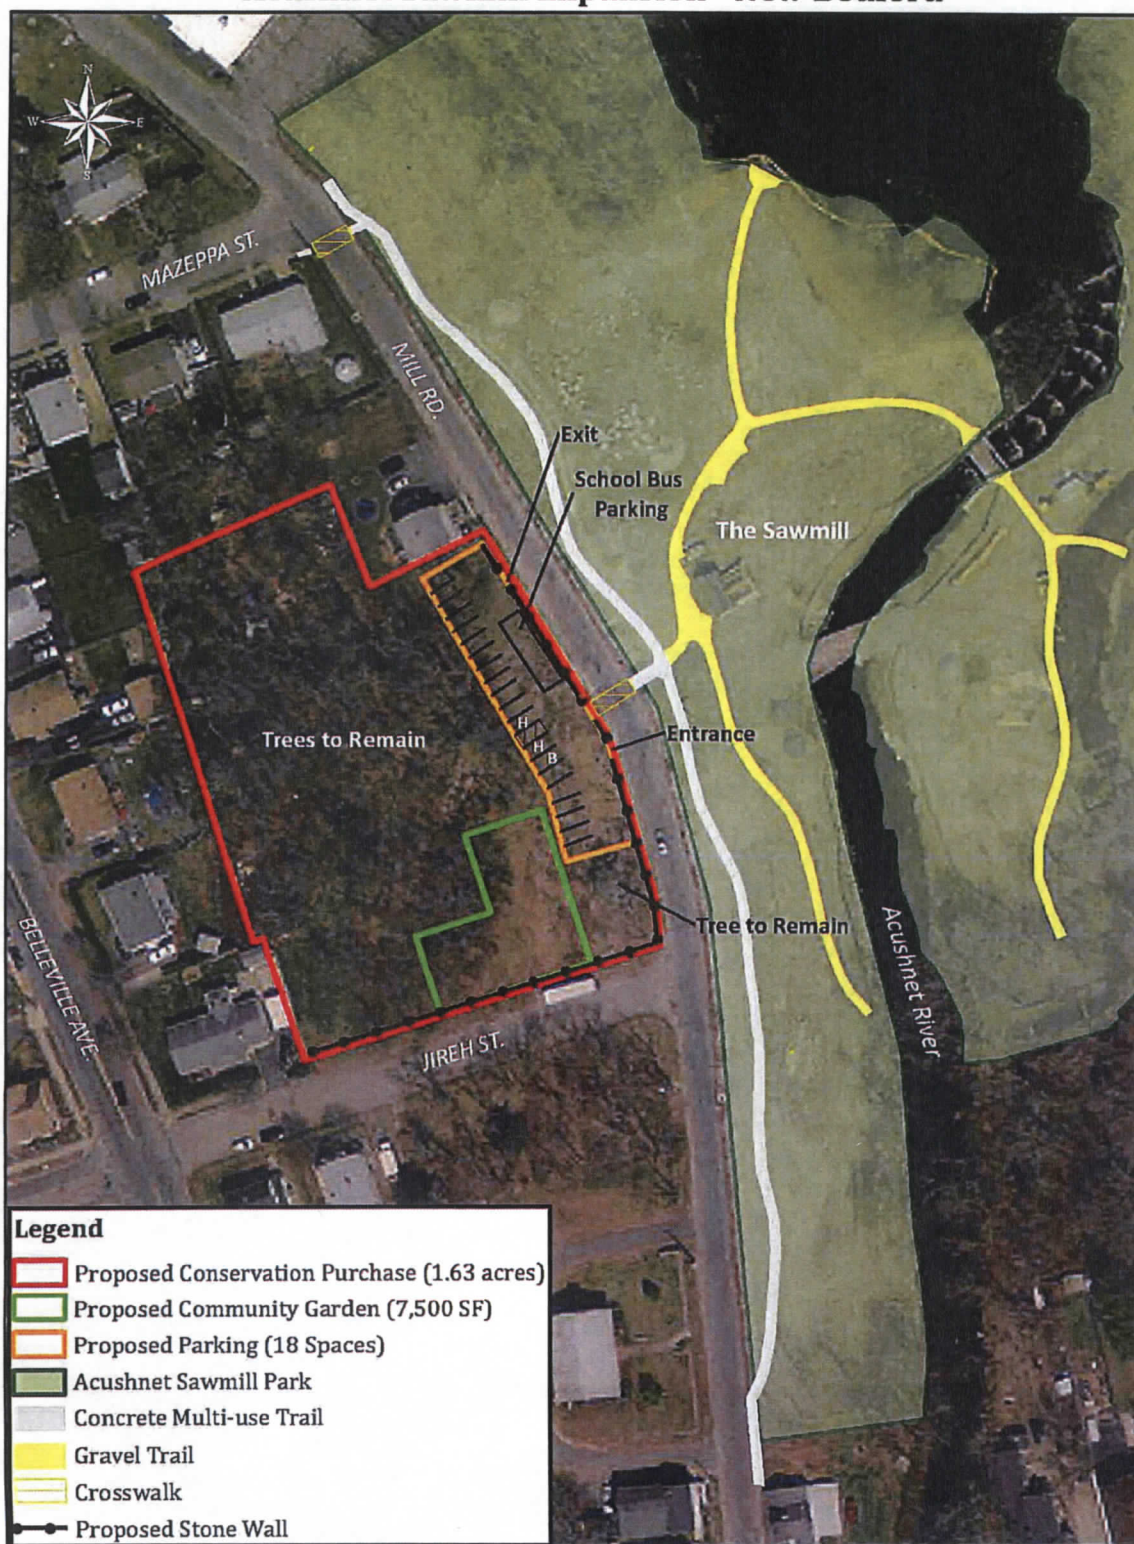 N
W
E
S
MAZEPPA ST.
MILL RD.
Exit
School Bus
Parking
The Sawmill
H
H
B
Trees to Remain
Entrance
Tree to Remain
BELLEVILLE AVE.
JIREH ST.
Acushnet River
Legend
Proposed Conservation Purchase (1.63 acres)
Proposed Community Garden (7,500 SF)
Proposed Parking (18 Spaces)
Acushnet Sawmill Park
Concrete Multi-use Trail
Gravel Trail
Crosswalk
Proposed Stone Wall